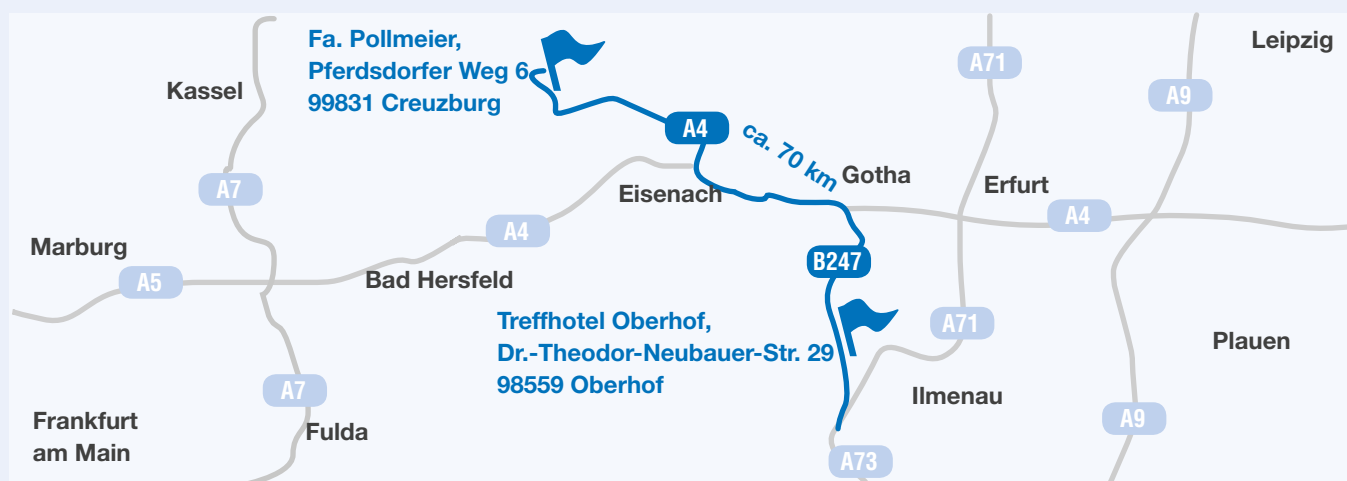 Fa. Pollmeier,
Pferdsdorfer Weg 6
99831 Creuzburg
Leipzig
Kassel
A71
A9
A4
ca. 70 km
A7
Eisenach
Gotha
Erfurt
A4
Marburg
A4
A5
Bad Hersfeld
B247
Treffhotel Oberhof,
Dr.-Theodor-Neubauer-Str. 29
98559 Oberhof
A71
Plauen
A7
Ilmenau
Frankfurt
am Main
Fulda
A9
A73